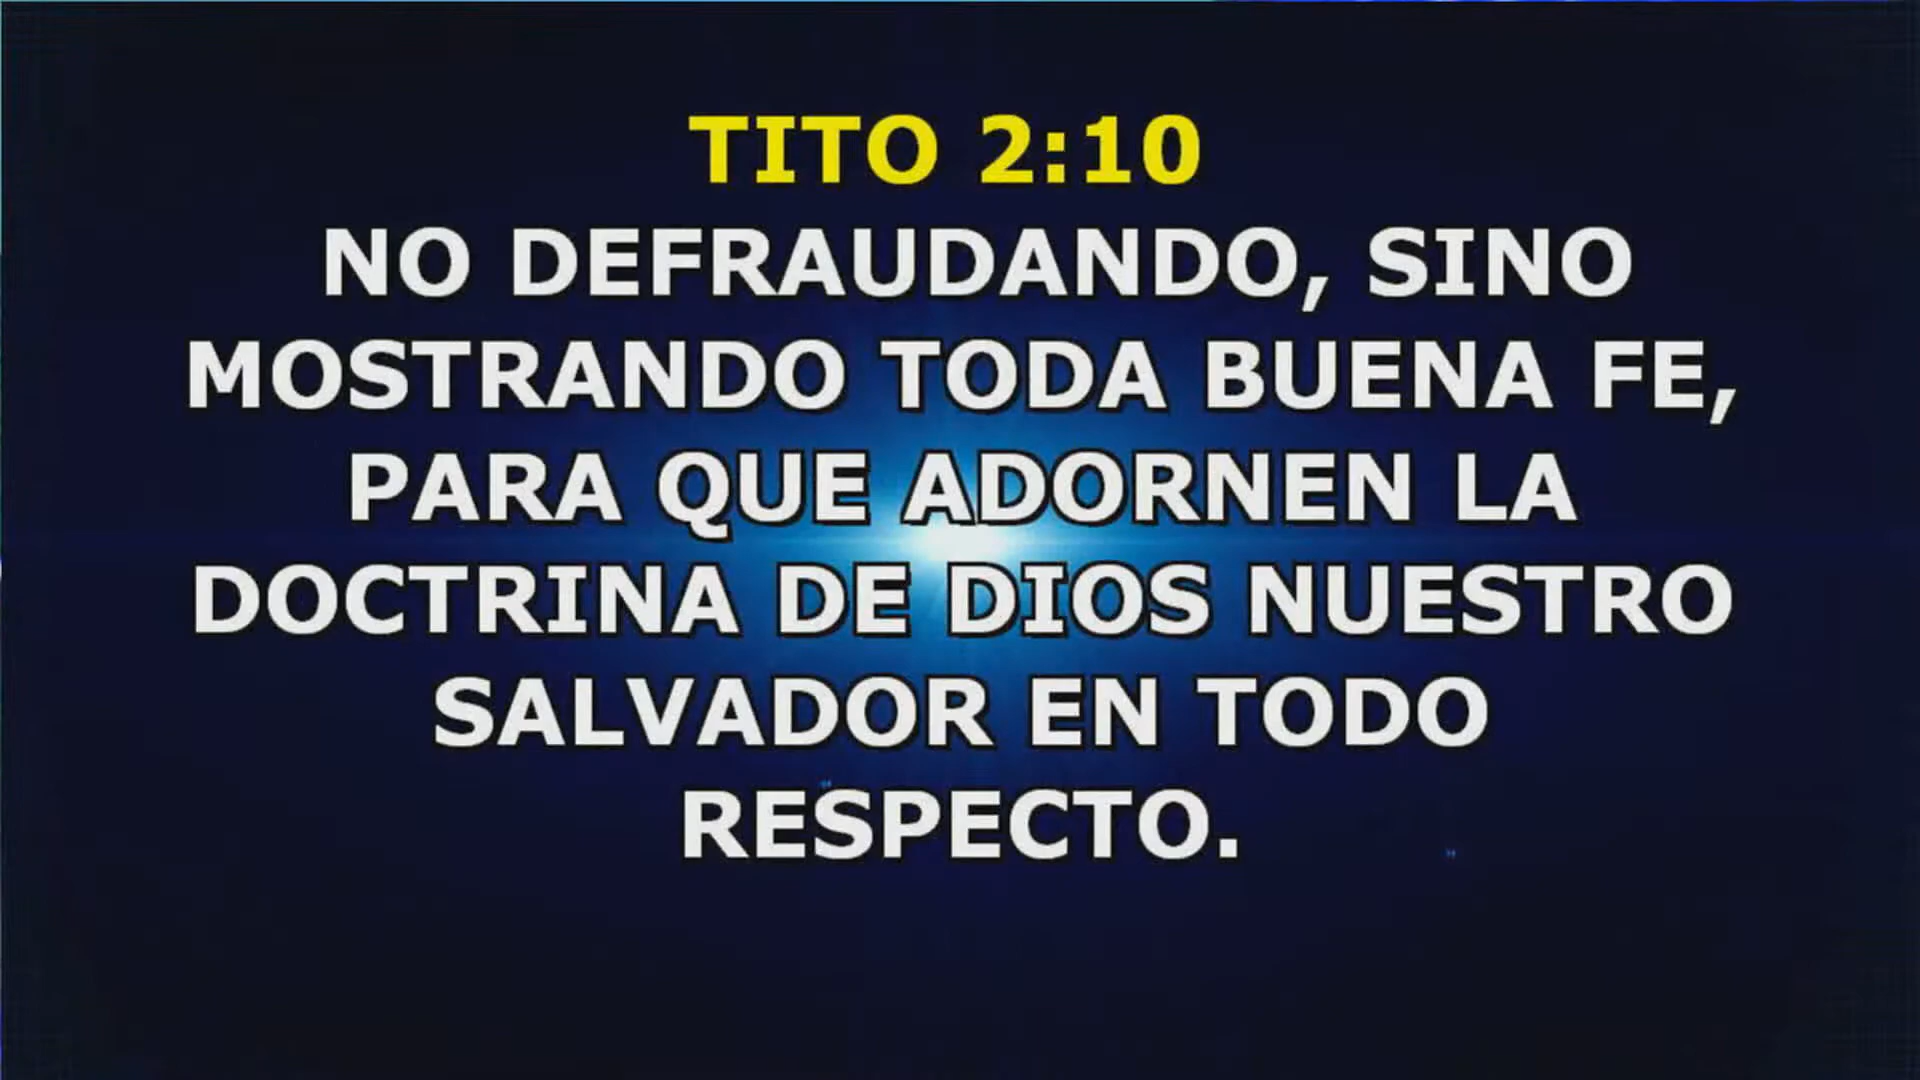 TITO 2:10
NO DEFRAUDANDO, SINO
MOSTRANDO TODA BUENA FE,
PARA QUE ADORNEN LA
DOCTRINA DE DIOS NUESTRO
SALVADOR EN TODO
RESPECTO.